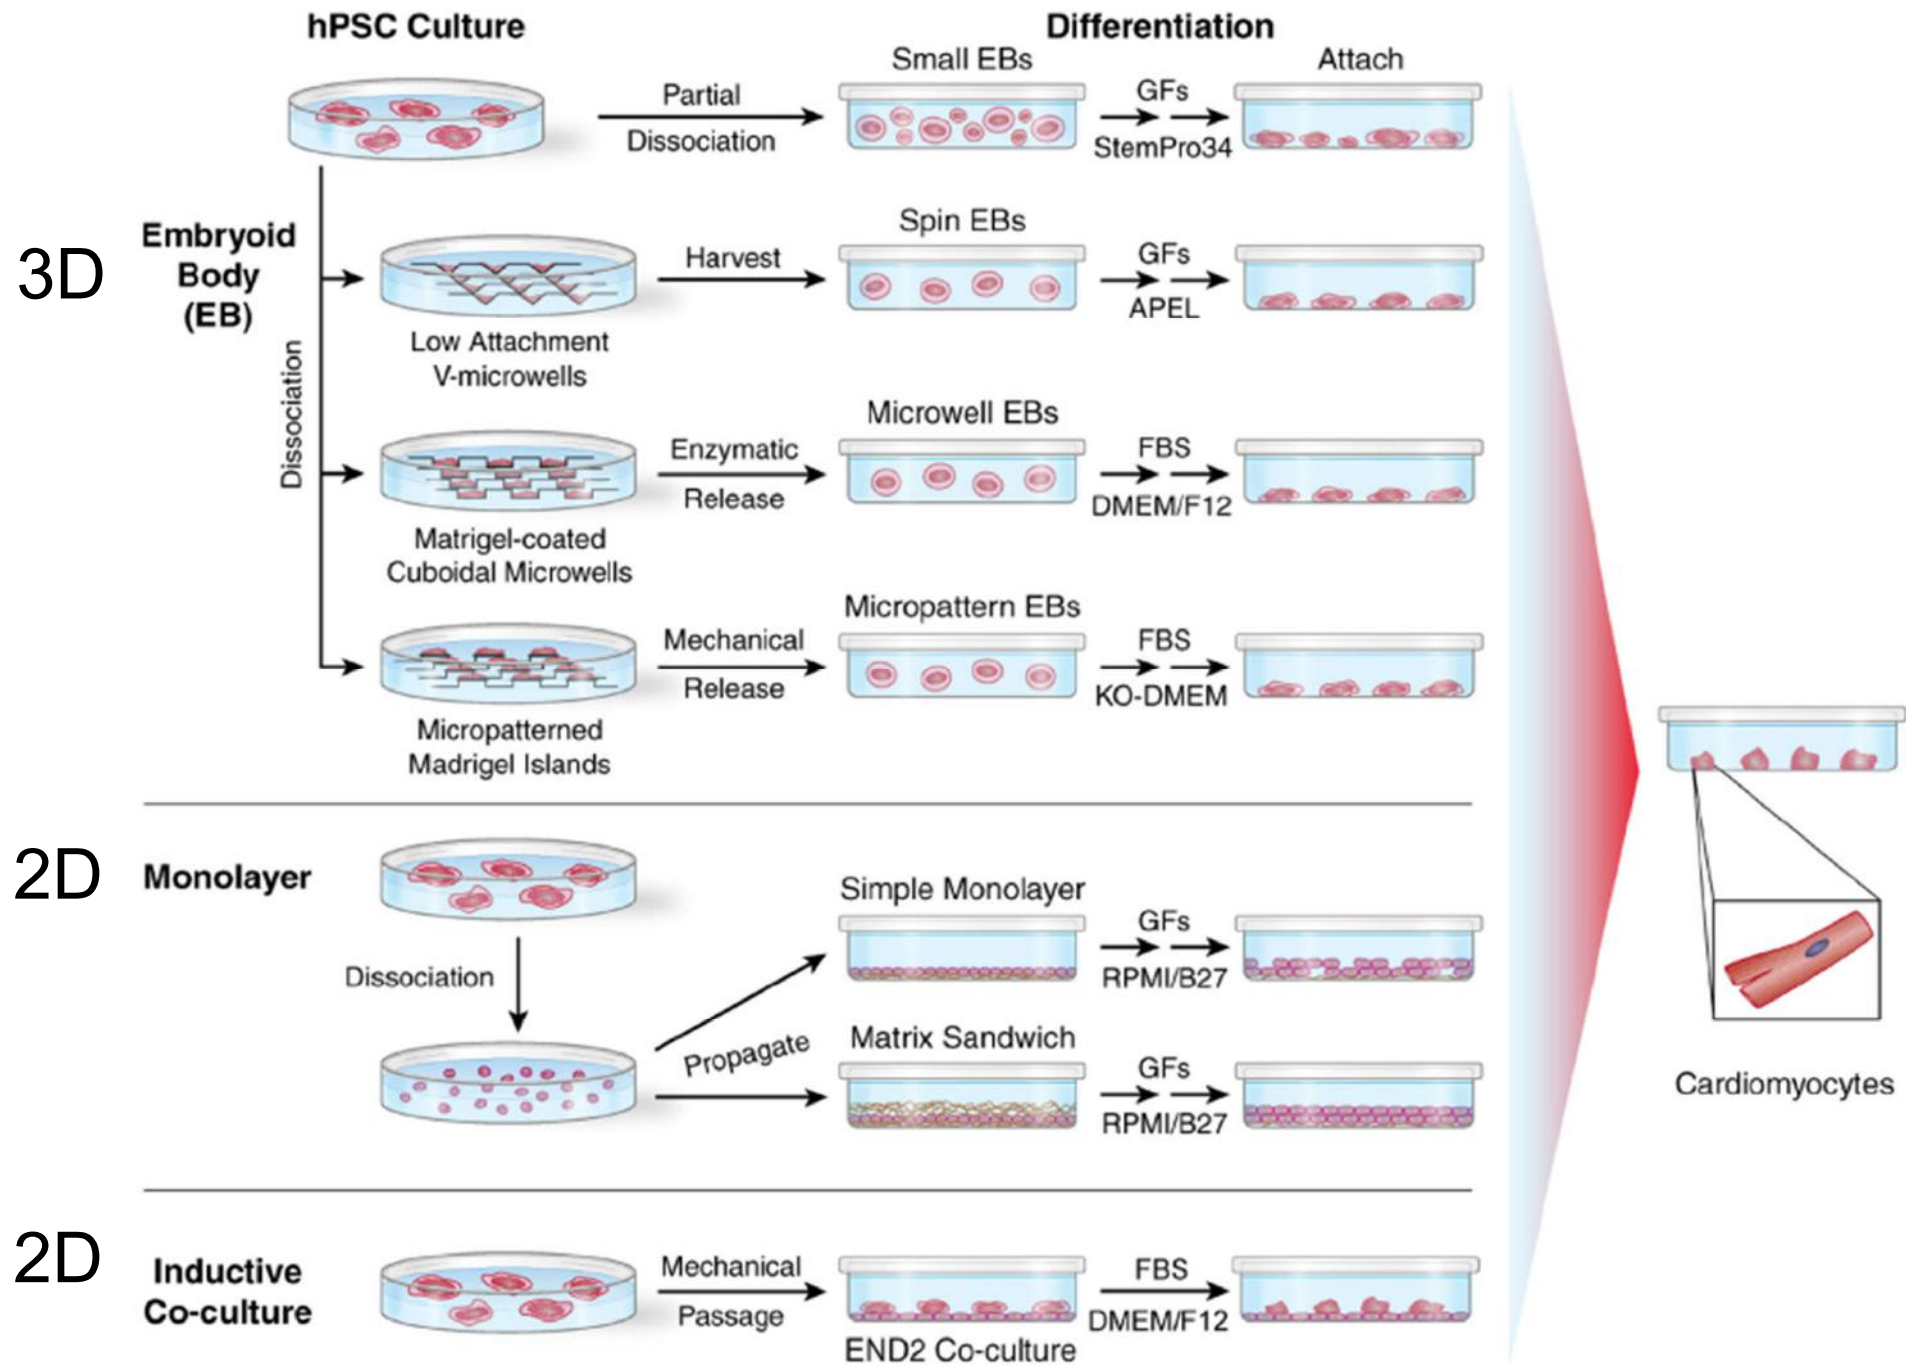 hPSC Culture
Differentiation
Partial
Dissociation
Small EBs
GFs
StemPro34
Attach
3D
Embryoid
Body
(EB)
Dissociation
Low Attachment
V-microwells
Harvest
Spin EBs
GFs
APEL
Matrigel-coated
Cuboidal Microwells
Enzymatic
Release
Microwell EBs
FBS
DMEM/F12
Micropatterned
Madrigel Islands
Mechanical
Release
Micropattern EBs
FBS
KO-DMEM
2D
Monolayer
Dissociation
Propagate
Simple Monolayer
GFs
RPMI/B27
Matrix Sandwich
GFs
RPMI/B27
2D
Inductive
Co-culture
Mechanical
Passage
END2 Co-culture
FBS
DMEM/F12
Cardiomyocytes